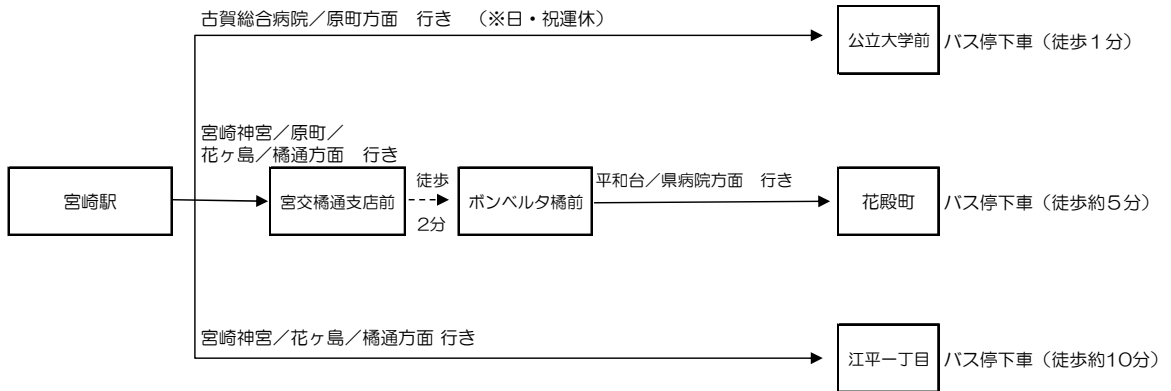 古賀総合病院／原町方面　行き　（※日・祝運休）
公立大学前
バス停下車（徒歩１分）
宮崎神宮／原町／
花ヶ島／橘通方面　行き
宮崎駅
宮交橘通支店前
徒歩
2分
ボンベルタ橘前
平和台／県病院方面　行き
花殿町
バス停下車（徒歩約５分）
宮崎神宮／花ヶ島／橘通方面 行き
江平一丁目
バス停下車（徒歩約10分）